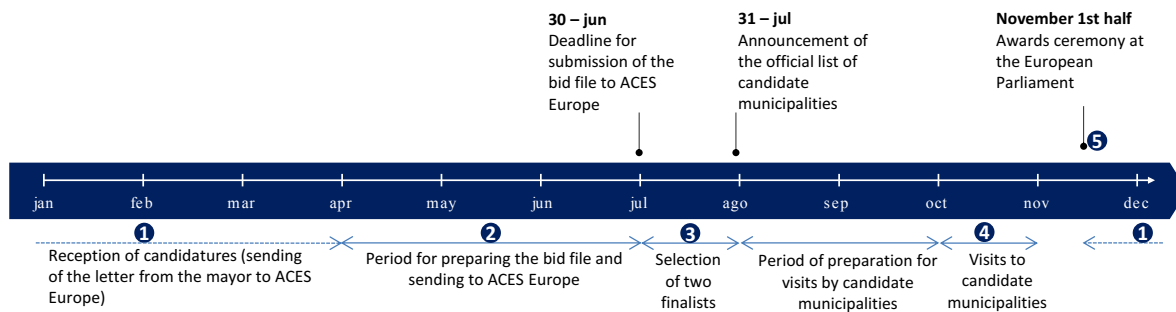 30 – jun
Deadline for
submission of the
bid file to ACES
Europe
31 – jul
Announcement of
the official list of
candidate
municipalities
November 1st half
Awards ceremony at
the European
Parliament
5
jan feb mar apr may jun jul ago sep oct nov dec
1 2 3 4 1
Reception of candidatures (sending
of the letter from the mayor to ACES
Europe)
Period for preparing the bid file and
sending to ACES Europe
Selection
of two
finalists
Period of preparation for
visits by candidate
municipalities
Visits to
candidate
municipalities